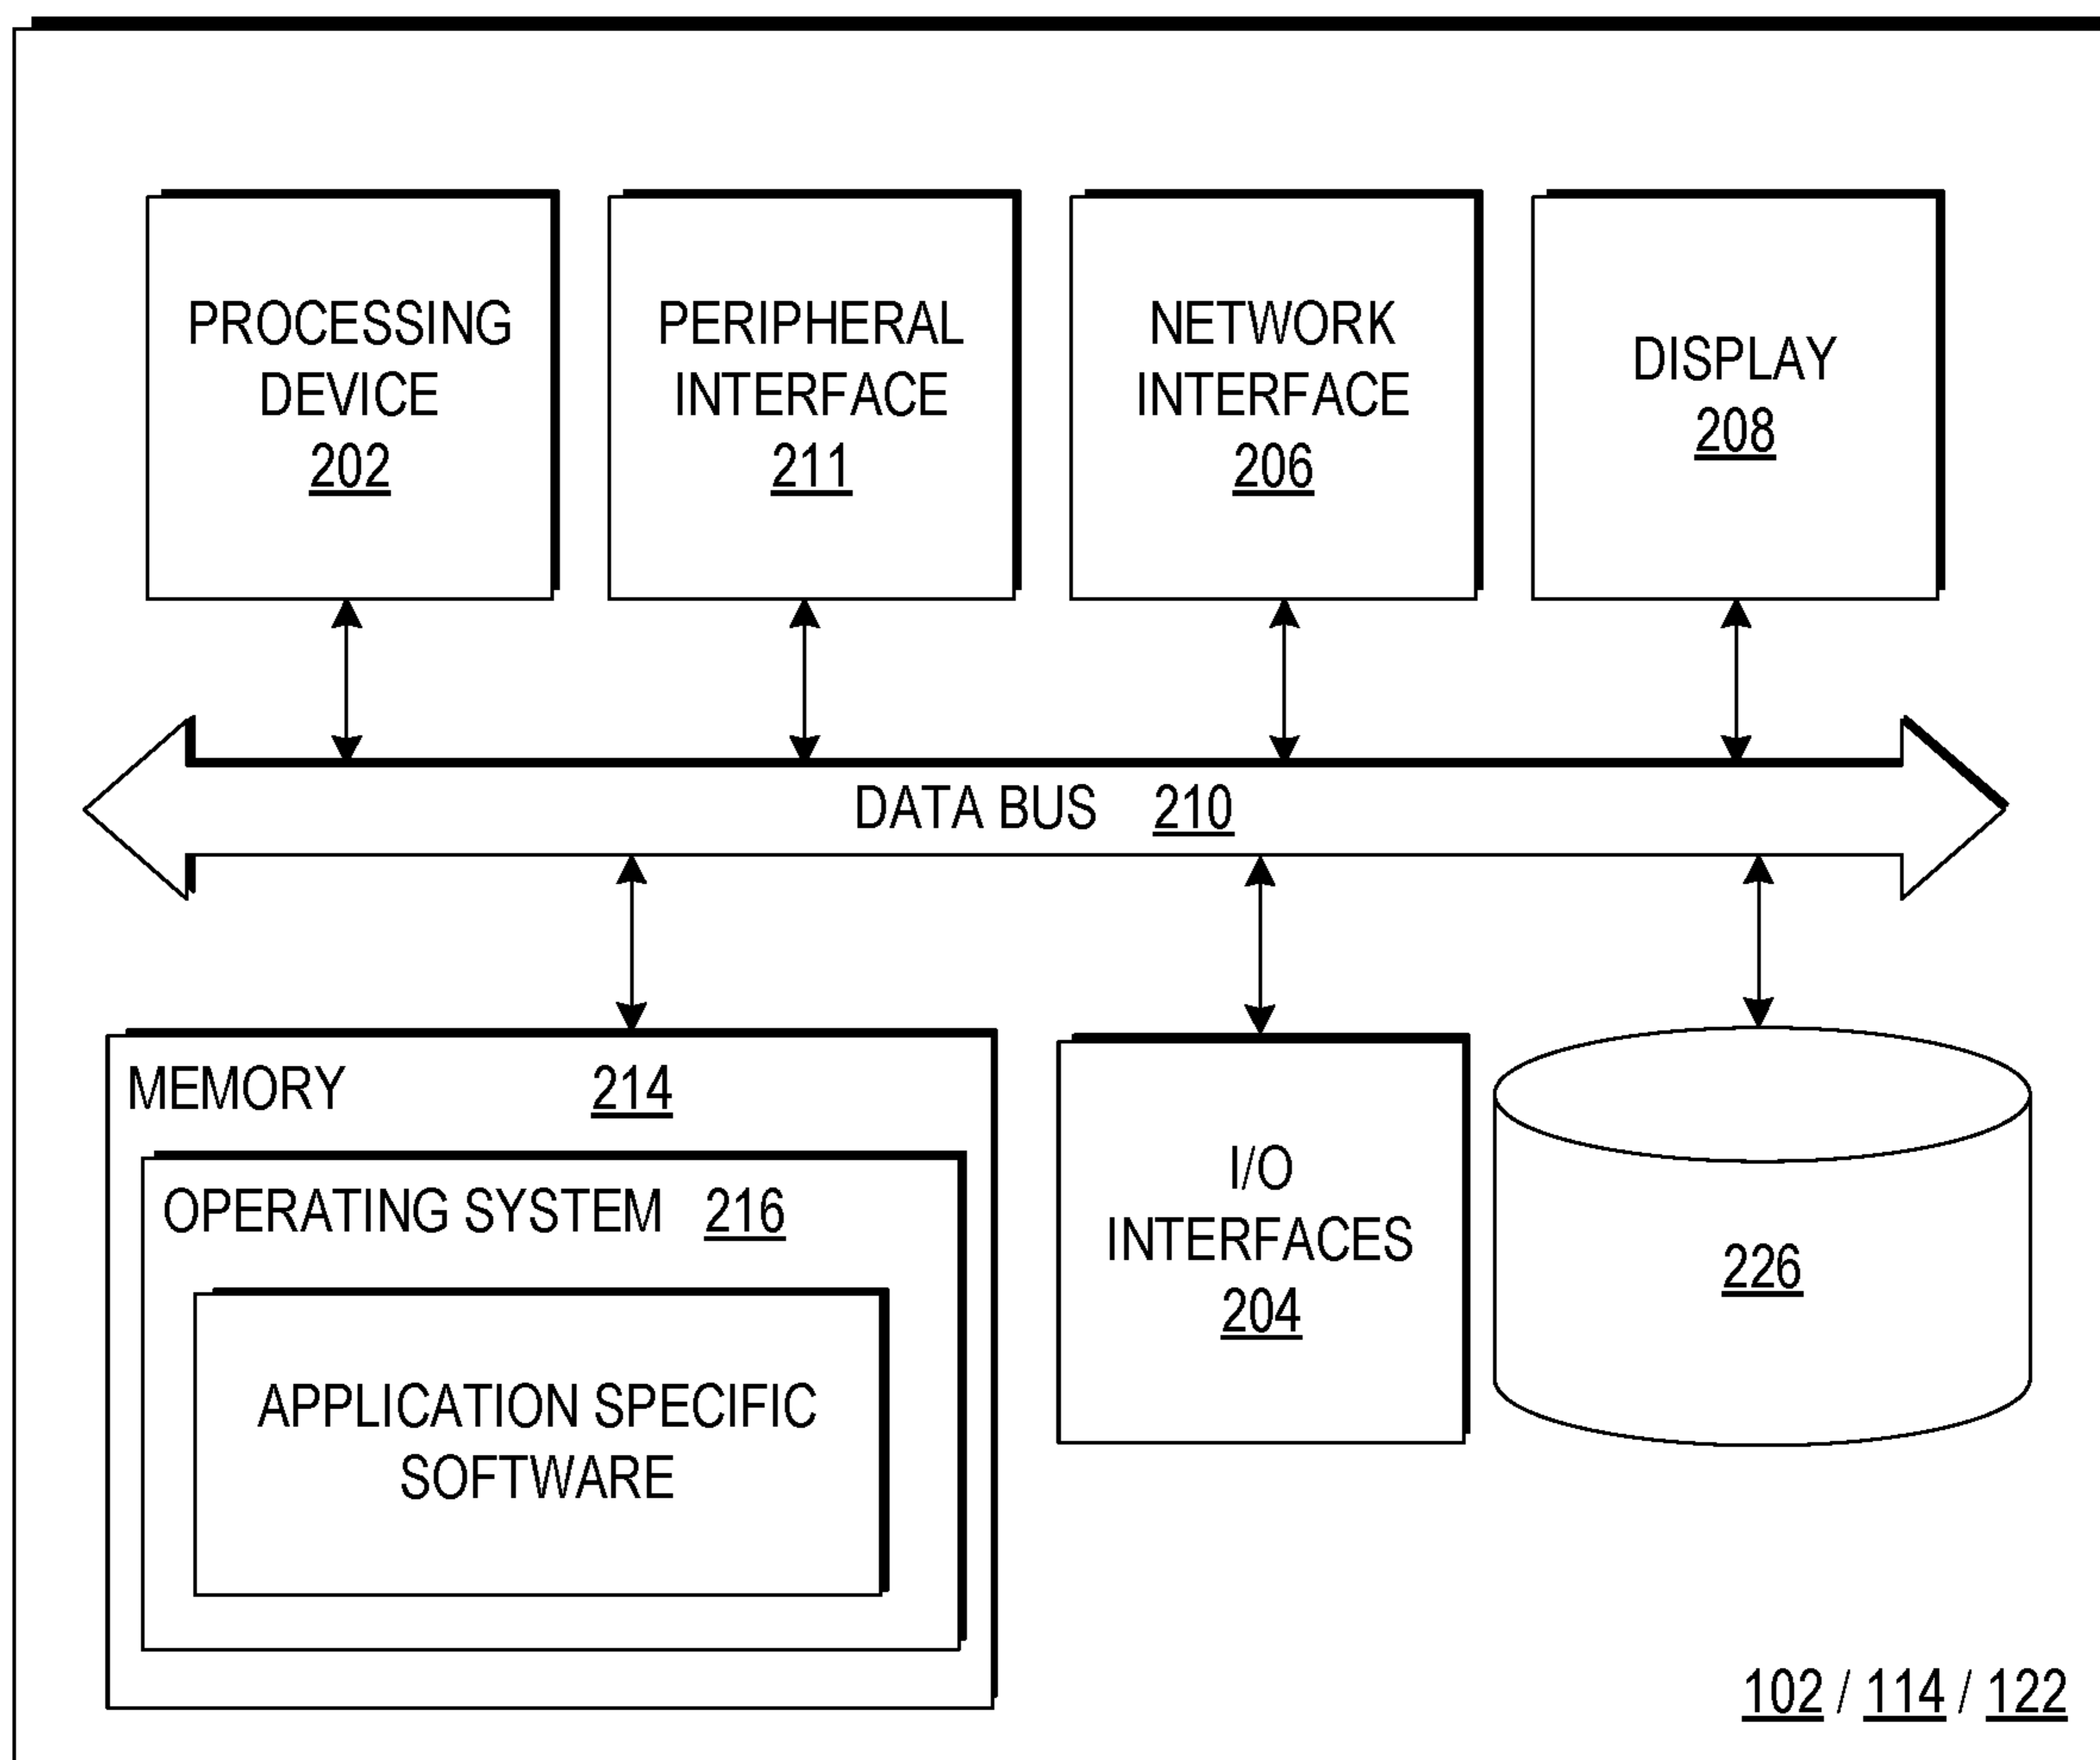 PROCESSING
DEVICE
202
PERIPHERAL
INTERFACE
211
NETWORK
INTERFACE
206
DISPLAY
208
DATA BUS 210
MEMORY 214
OPERATING SYSTEM 216
APPLICATION SPECIFIC
SOFTWARE
I/O
INTERFACES
204
226
102 / 114 / 122